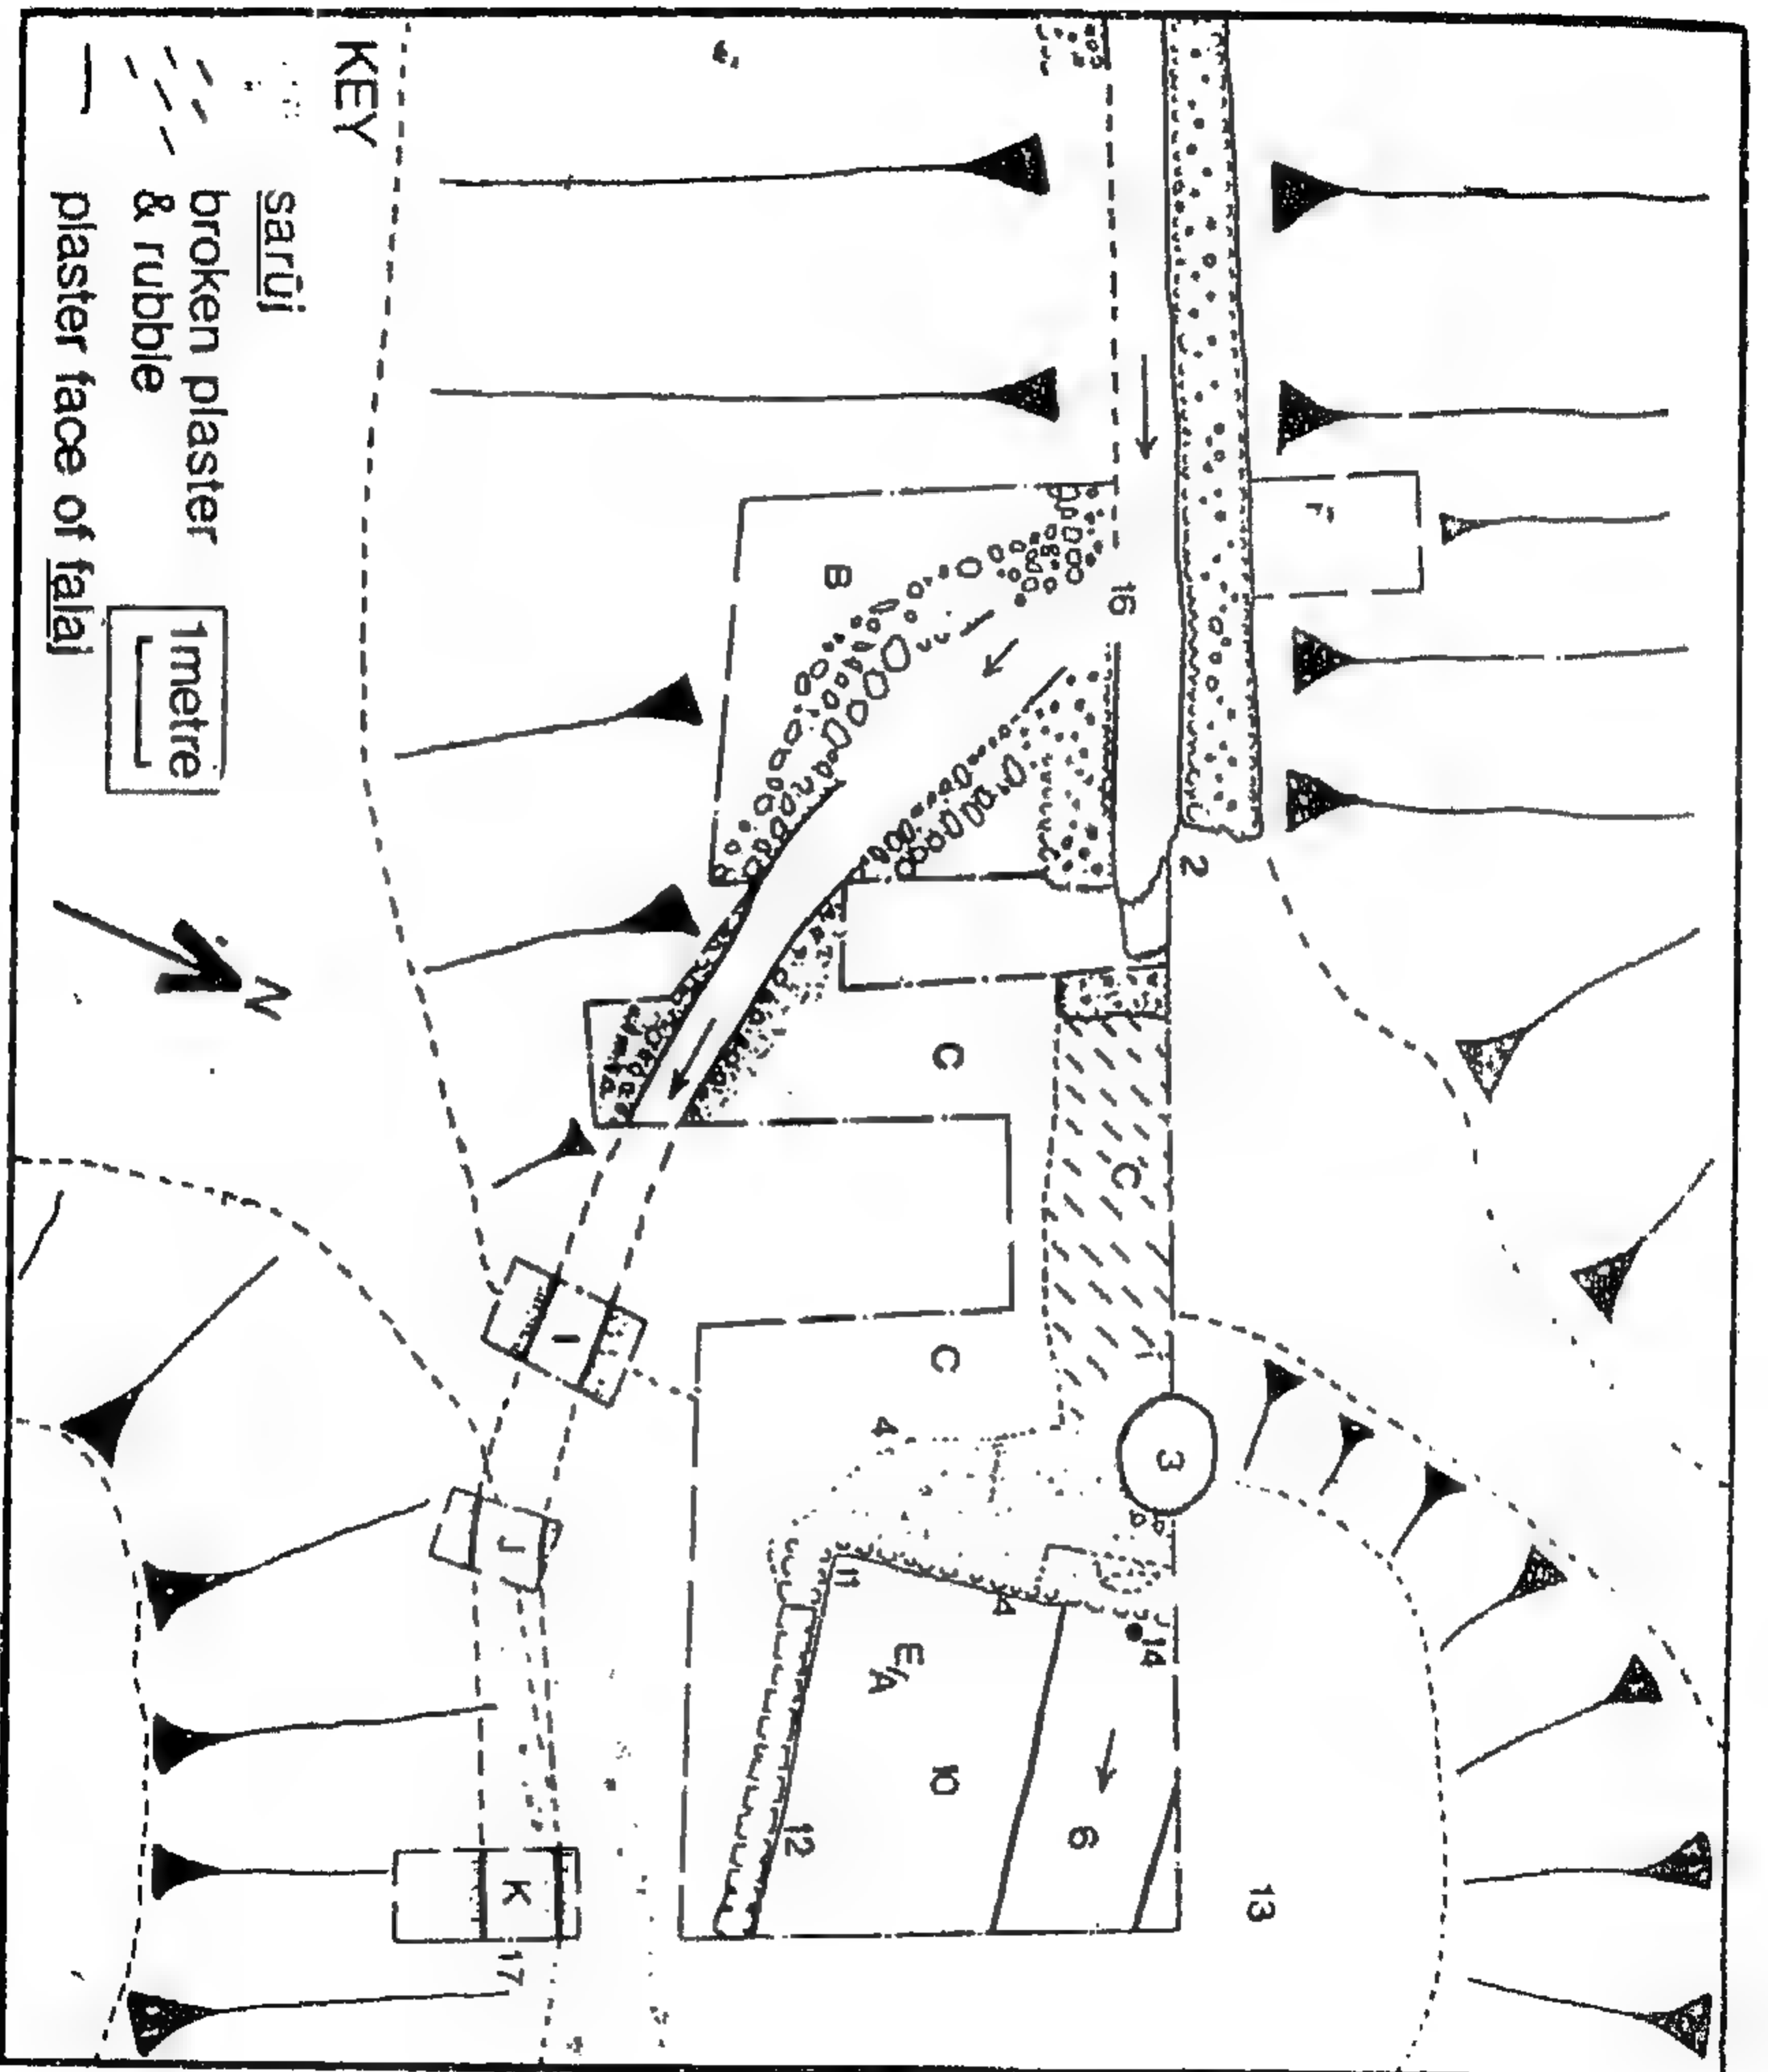 KEY
sarūj
broken plaster
& rubble
plaster face of falaj
1metre
N
F
B
16
2
C
C
C
I
3
4
J
11
4
14
E/A
10
6
12
13
K
17